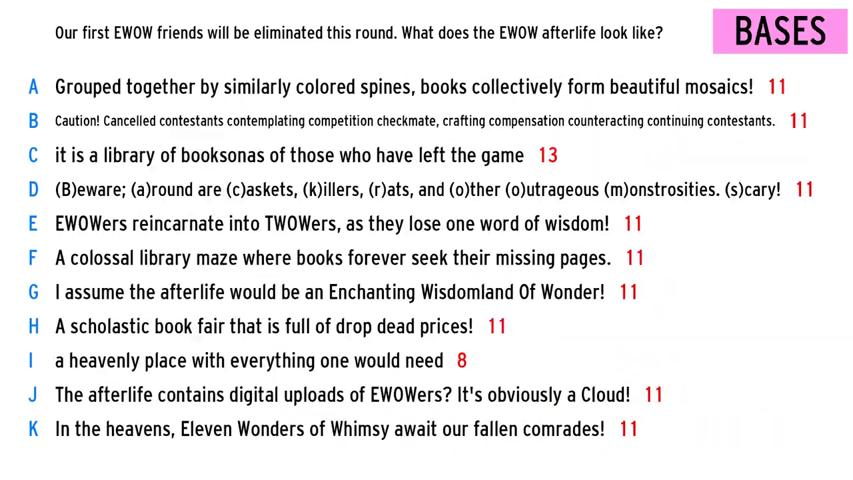 Our first EWOW friends will be eliminated this round. What does the EWOW afterlife look like?
BASES
A Grouped together by similarly colored spines, books collectively form beautiful mosaics! 11
B Caution! Cancelled contestants contemplating competition checkmate, crafting compensation counteracting continuing contestants. 11
C it is a library of booksonas of those who have left the game 13
D (B)eware; (a)round are (c)askets, (k)illers, (r)ats, and (o)ther (o)utrageous (m)onstrosities. (s)cary! 11
E EWOWers reincarnate into TWOWers, as they lose one word of wisdom! 11
F A colossal library maze where books forever seek their missing pages. 11
G I assume the afterlife would be an Enchanting Wisdomland Of Wonder! 11
H A scholastic book fair that is full of drop dead prices! 11
I a heavenly place with everything one would need 8
J The afterlife contains digital uploads of EWOWers? It's obviously a Cloud! 11
K In the heavens, Eleven Wonders of Whimsy await our fallen comrades! 11